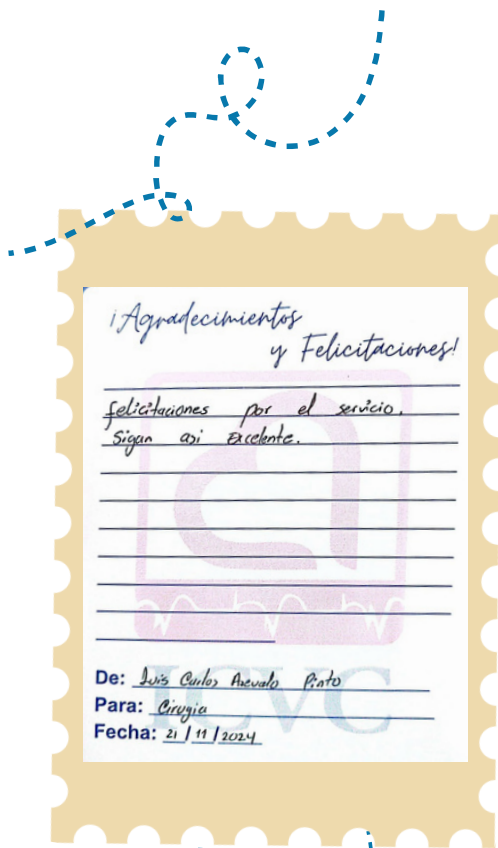 ¡Agradecimientos
y Felicitaciones!
felicitaciones por el servicio.
Sigan asi Excelente.
De: Luis Carlos Arevalo Pinto
Para: Cirugia
Fecha: 21 / 11 / 2024
ICVC